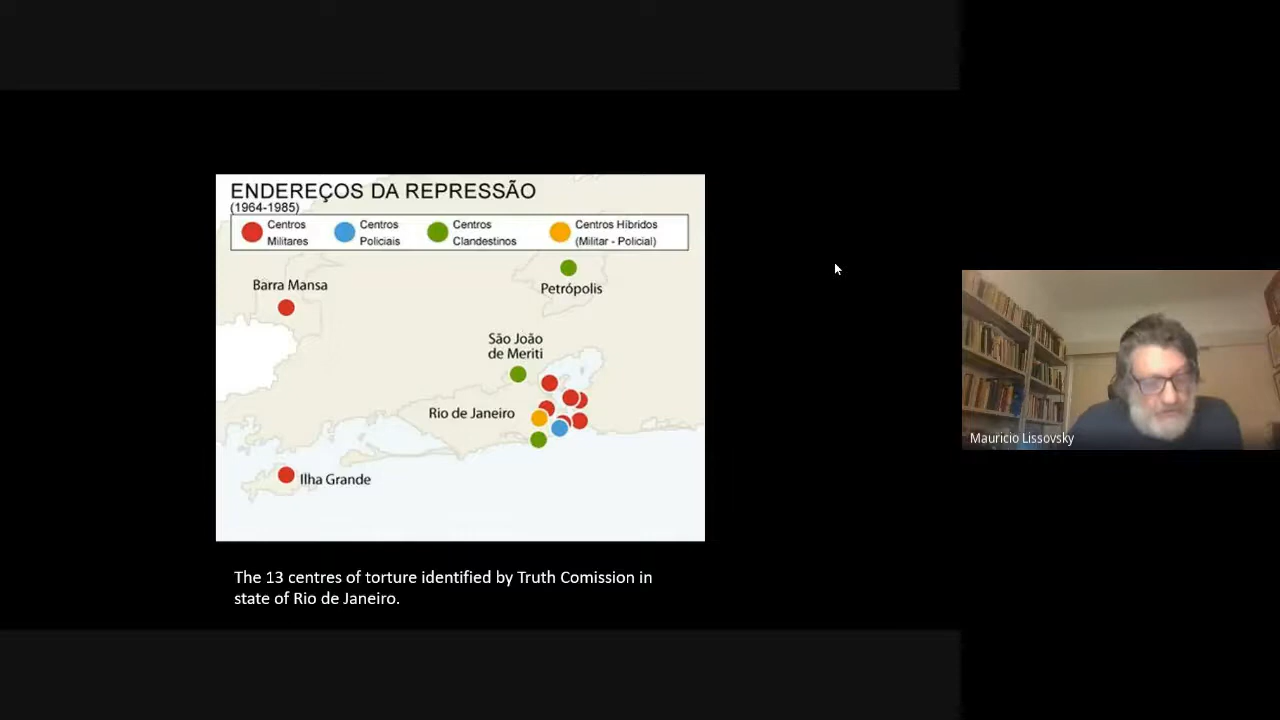 ENDEREÇOS DA REPRESSÃO
(1964-1985)
Centros
Militares
Centros
Policiais
Centros
Clandestinos
Centros Híbridos
(Militar - Policial)
Petrópolis
Barra Mansa
São João
de Meriti
Rio de Janeiro
Ilha Grande
The 13 centres of torture identified by Truth Comission in
state of Rio de Janeiro.
Mauricio Lissovsky